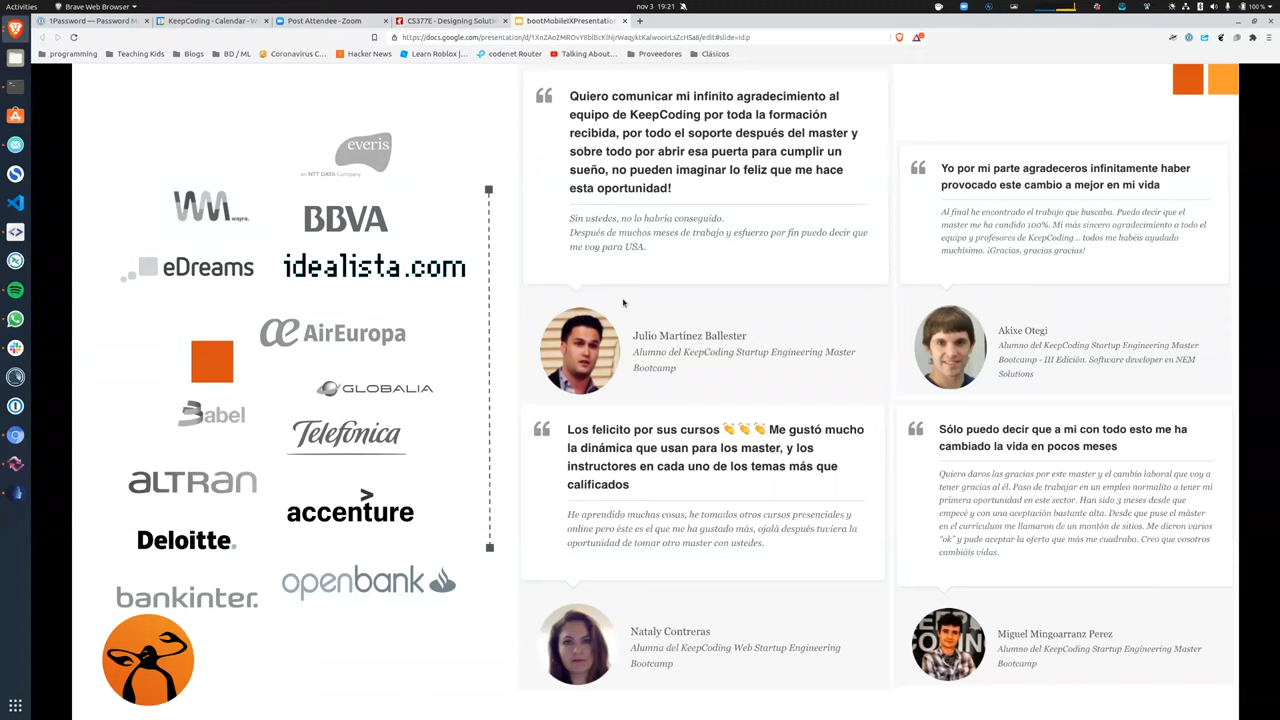 Activities
Brave Web Browser
nov 3 19:21
100 %
1Password — Password M
KeepCoding - Calendar - W
Post Attendee - Zoom
CS377E - Designing Soluti
bootMobileIXPresentation
programming
Teaching Kids
Blogs
BD / ML
Coronavirus C...
Hacker News
Learn Roblox |...
codenet Router
Talking About...
Proveedores
Clásicos
everis
an NTT DATA Company
wayra.
BBVA
eDreams
idealista.com
AirEuropa
GLOBALIA
Babel
Telefónica
ALTRAN
accenture
Deloitte.
openbank
bankinter.
Quiero comunicar mi infinito agradecimiento al
equipo de KeepCoding por toda la formación
recibida, por todo el soporte después del master y
sobre todo por abrir esa puerta para cumplir un
sueño, no pueden imaginar lo feliz que me hace
esta oportunidad!
Sin ustedes, no lo habría conseguido.
Después de muchos meses de trabajo y esfuerzo por fin puedo decir que
me voy para USA.
Julio Martínez Ballester
Alumno del KeepCoding Startup Engineering Master
Bootcamp
Yo por mi parte agradeceros infinitamente haber
provocado este cambio a mejor en mi vida
Al final he encontrado el trabajo que buscaba. Puedo decir que el
master me ha cundido 100%. Mi más sincero agradecimiento a todo el
equipo y profesores de KeepCoding... todos me habéis ayudado
muchísimo. ¡Gracias, gracias gracias!
Akixe Otegi
Alumno del KeepCoding Startup Engineering Master
Bootcamp - III Edición. Software developer en NEM
Solutions
Los felicito por sus cursos 👏👏👏 Me gustó mucho
la dinámica que usan para los master, y los
instructores en cada uno de los temas más que
calificados
He aprendido muchas cosas, he tomados otros cursos presenciales y
online pero éste es el que me ha gustado más, ojalá después tuviera la
oportunidad de tomar otro master con ustedes.
Nataly Contreras
Alumna del KeepCoding Web Startup Engineering
Bootcamp
Sólo puedo decir que a mi con todo esto me ha
cambiado la vida en pocos meses
Quiero daros las gracias por este master y el cambio laboral que voy a
tener gracias al él. Paso de trabajar en un empleo normalito a tener mi
primera oportunidad en este sector. Han sido 3 meses desde que
empecé y con una aceptación bastante alta. Desde que puse el máster
en el currículum me llamaron de un montón de sitios. Me dieron varios
"ok" y pude aceptar la oferta que más me cuadraba. Creo que vosotros
cambiáis vidas.
Miguel Mingoarranz Perez
Alumno del KeepCoding Startup Engineering Master
Bootcamp